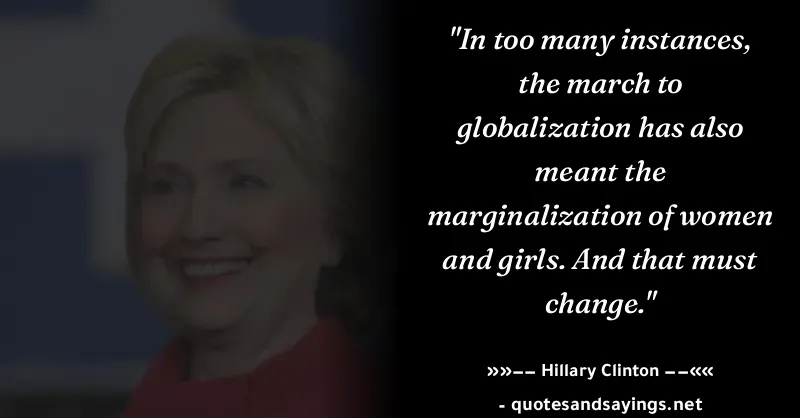 "In too many instances,
the march to
globalization has also
meant the
marginalization of women
and girls. And that must
change."
»»–– Hillary Clinton ––««
- quotesandsayings.net